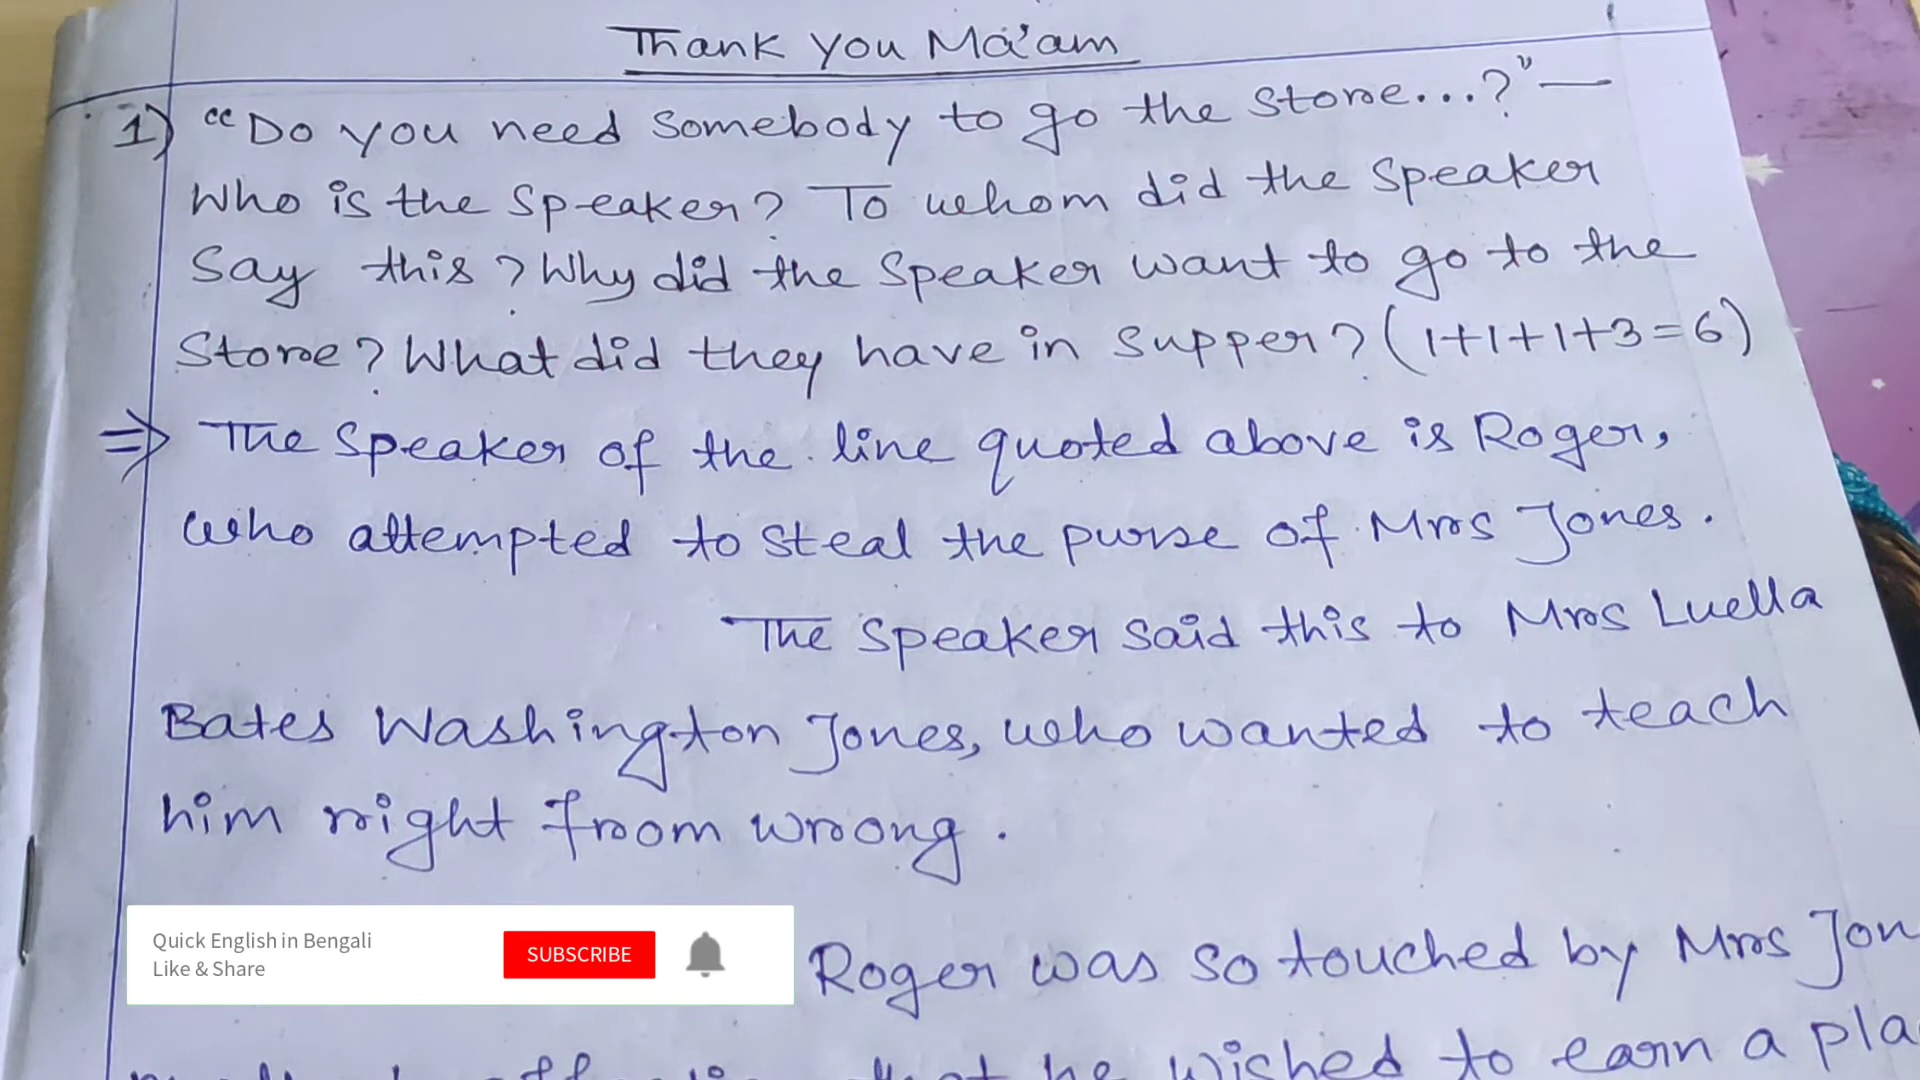 Thank you Ma'am
1) "Do you need somebody to go the store...?" —
Who is the speaker? To whom did the speaker
say this? Why did the speaker want to go to the
store? What did they have in supper? (1+1+1+3=6)
⇒ The speaker of the line quoted above is Roger,
who attempted to steal the purse of Mrs Jones.
The speaker said this to Mrs Luella
Bates Washington Jones, who wanted to teach
him right from wrong.
Roger was so touched by Mrs Jon
he wished to earn a pla
Quick English in Bengali
Like & Share
SUBSCRIBE